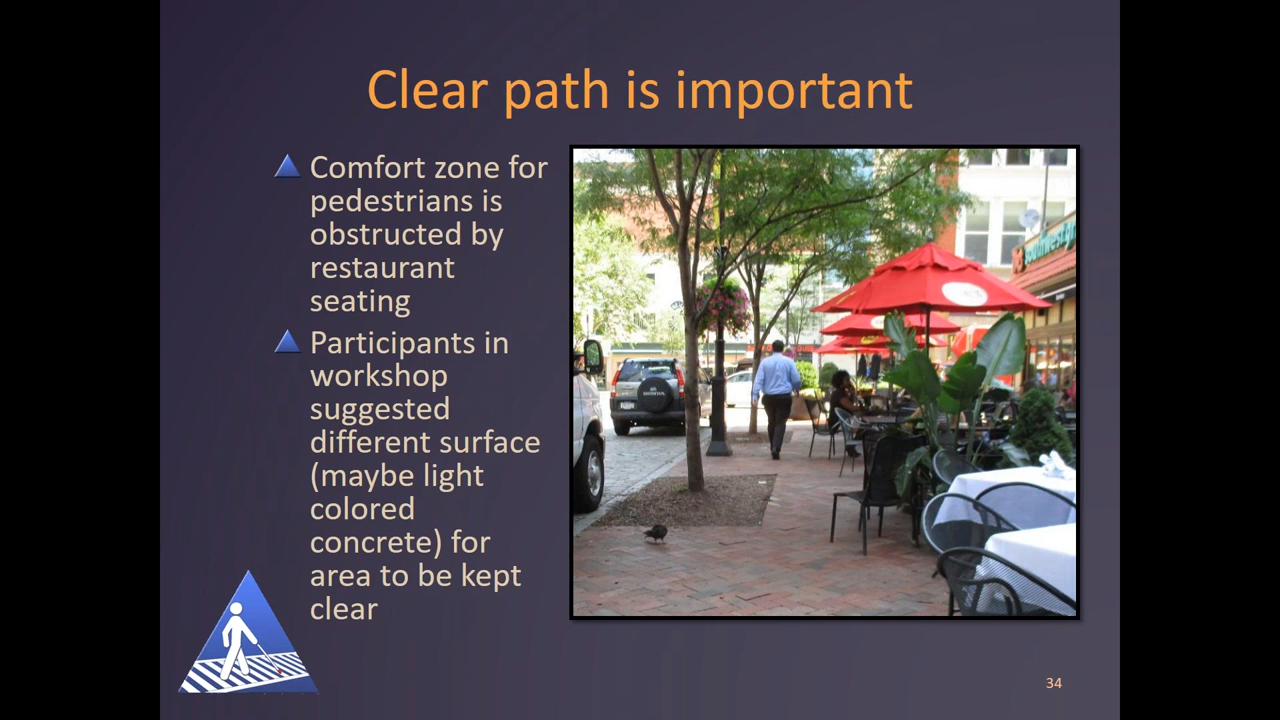 Clear path is important
Comfort zone for
pedestrians is
obstructed by
restaurant
seating
Participants in
workshop
suggested
different surface
(maybe light
colored
concrete) for
area to be kept
clear
HONDA
34